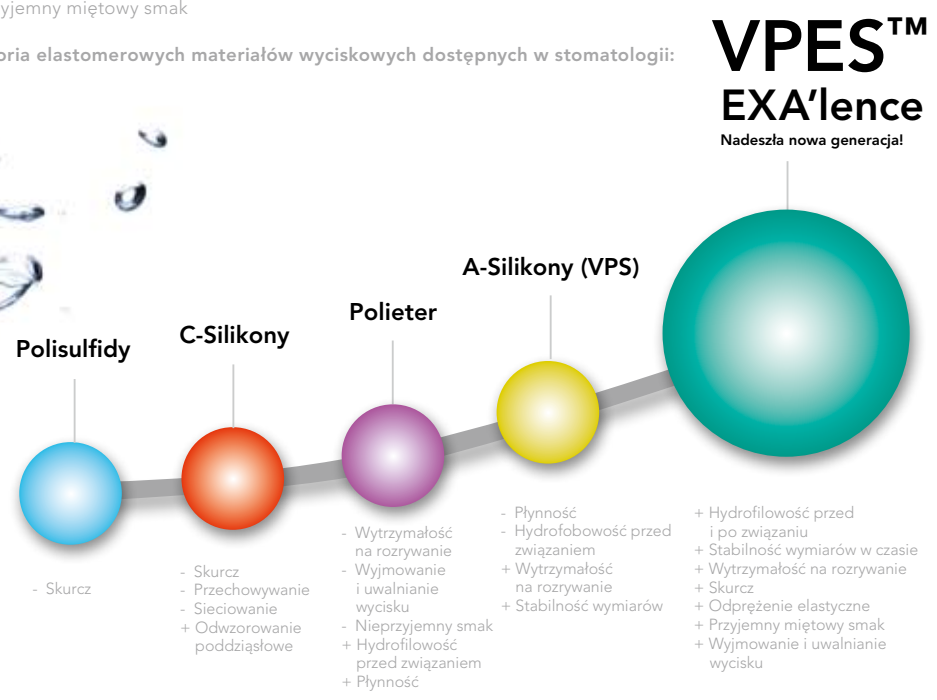 yjemny miętowy smak
oria elastomerowych materiałów wyciskowych dostępnych w stomatologii:
VPES™
EXA'lence
Nadeszła nowa generacja!
A-Silikony (VPS)
Polieter
C-Silikony
Polisulfidy
- Skurcz
- Skurcz
- Przechowywanie
- Sieciowanie
+ Odwzorowanie
poddziąsłowe
- Wytrzymałość
na rozrywanie
- Wyjmowanie
i uwalnianie
wycisku
- Nieprzyjemny smak
+ Hydrofilowość
przed związaniem
+ Płynność
- Płynność
- Hydrofobowość przed
związaniem
+ Wytrzymałość
na rozrywanie
+ Stabilność wymiarów
+ Hydrofilowość przed
i po związaniu
+ Stabilność wymiarów w czasie
+ Wytrzymałość na rozrywanie
+ Skurcz
+ Odprężenie elastyczne
+ Przyjemny miętowy smak
+ Wyjmowanie i uwalnianie
wycisku